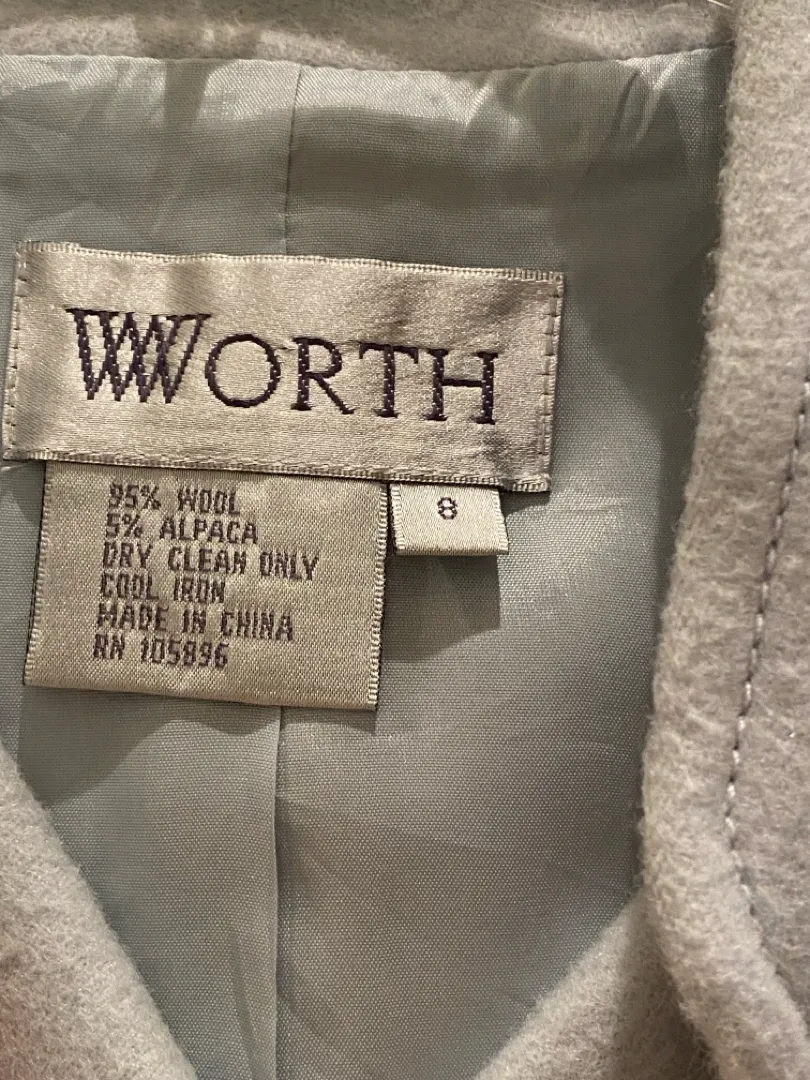 WORTH
8
95% WOOL
5% ALPACA
DRY CLEAN ONLY
COOL IRON
MADE IN CHINA
RN 105896